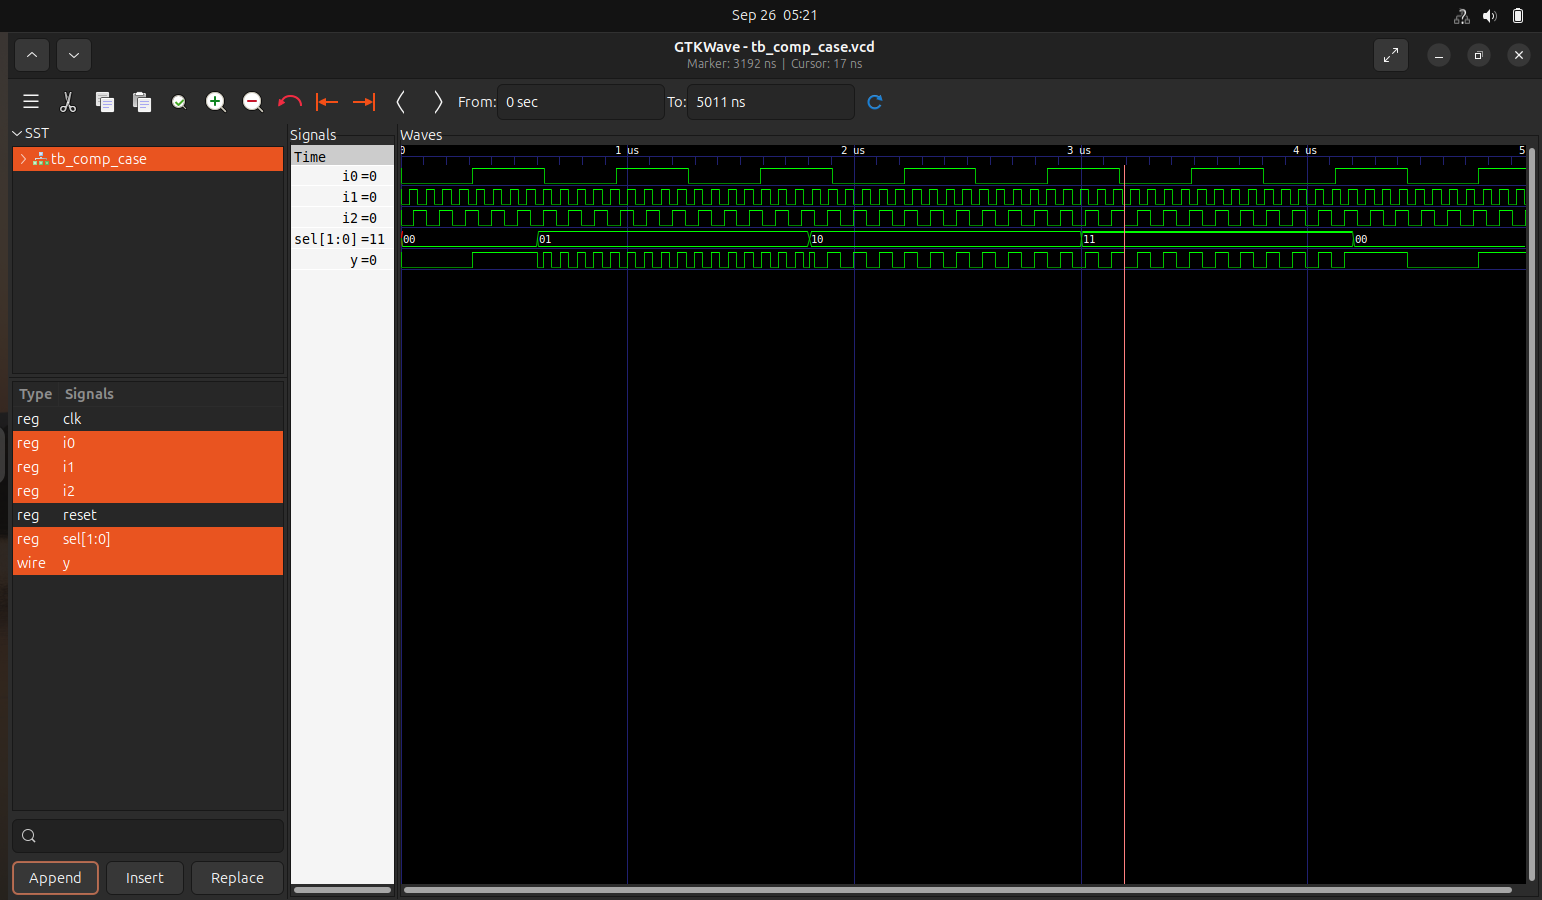 Sep 26 05:21
GTKWave - tb_comp_case.vcd
Marker: 3192 ns | Cursor: 17 ns
From: 0 sec To: 5011 ns
SST
tb_comp_case
Type Signals
reg clk
reg i0
reg i1
reg i2
reg reset
reg sel[1:0]
wire y
Append Insert Replace
Signals
Time
i0=0
i1=0
i2=0
sel[1:0]=11
y=0
Waves
0 1 us 2 us 3 us 4 us 5
00 01 10 11 00